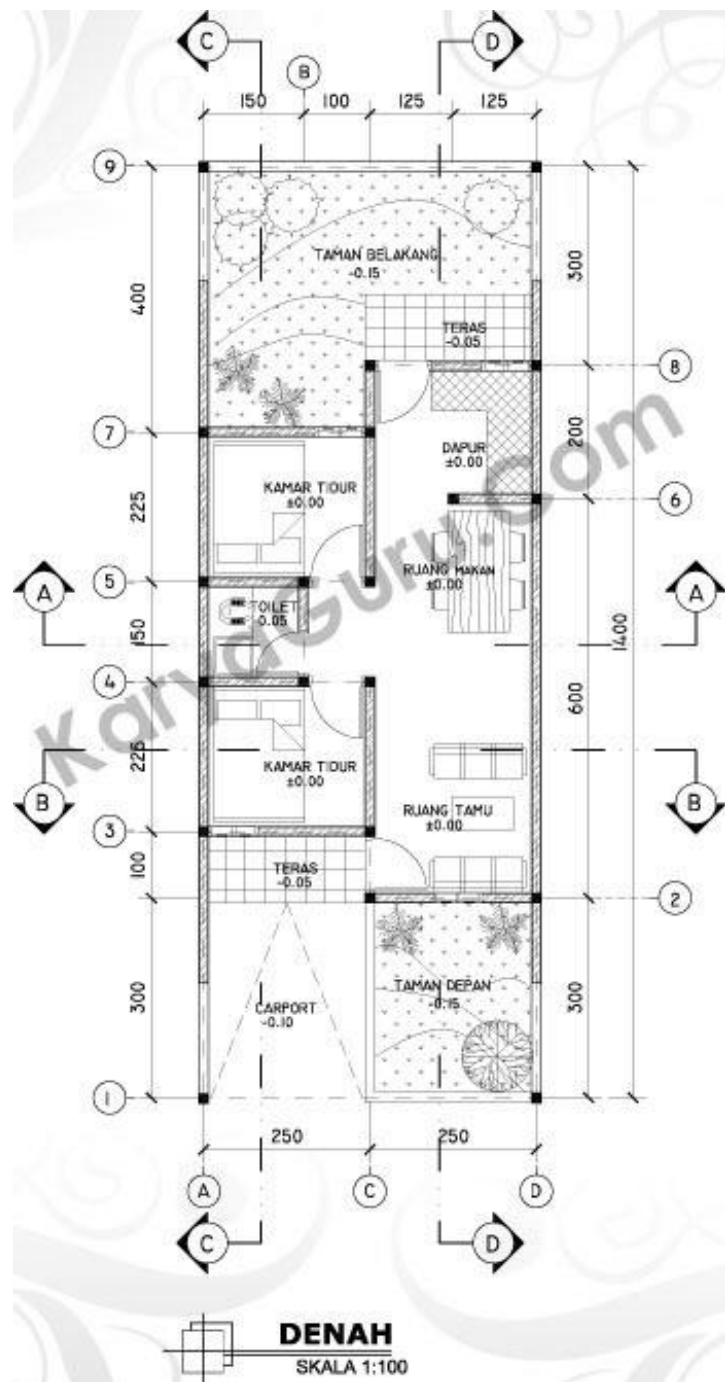 C
D
B
150
100
125
125
9
TAMAN BELAKANG
-0.15
400
300
TERAS
-0.05
8
7
200
DAPUR
±0.00
KAMAR TIDUR
±0.00
6
225
5
RUANG MAKAN
±0.00
A
A
TOILET
0.05
150
1400
4
600
225
B
B
KAMAR TIDUR
±0.00
RUANG TAMU
±0.00
3
100
TERAS
-0.05
2
TAMAN DEPAN
-0.15
300
CARPORT
-0.10
300
1
250
250
A
C
D
C
D
KaryaGuru.Com
DENAH
SKALA 1:100